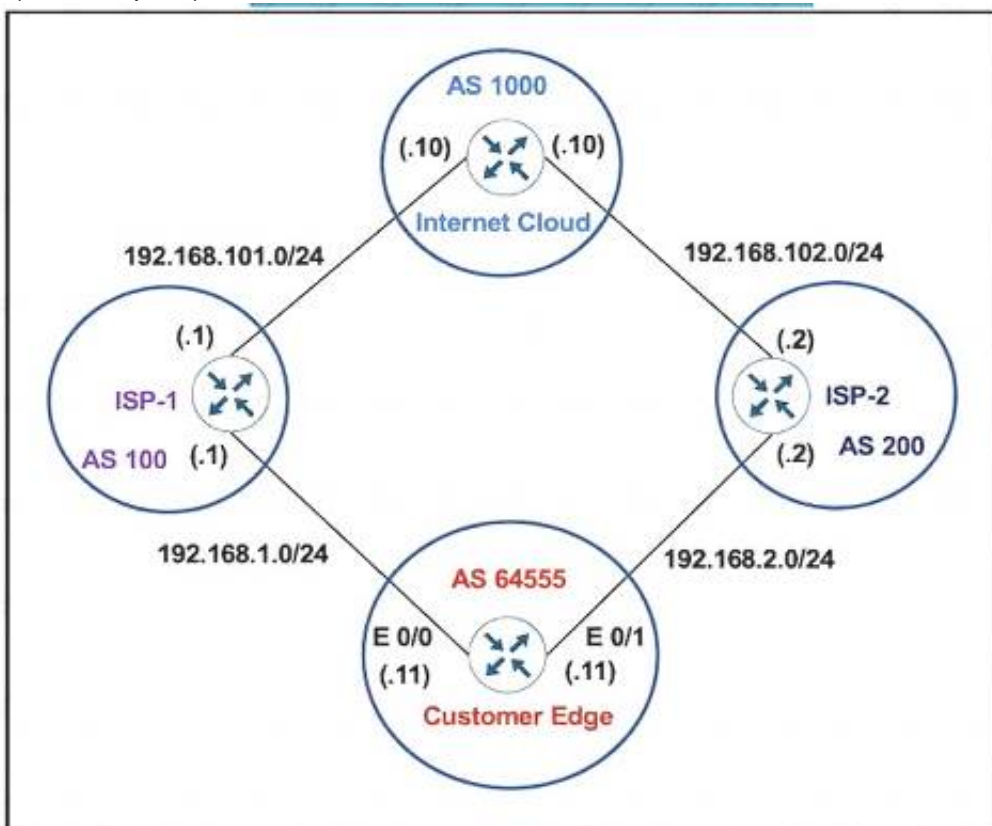 AS 1000
(.10)
(.10)
Internet Cloud
192.168.101.0/24
192.168.102.0/24
(.1)
(.2)
ISP-1
ISP-2
AS 100
(.1)
(.2)
AS 200
192.168.1.0/24
192.168.2.0/24
AS 64555
E 0/0
E 0/1
(.11)
(.11)
Customer Edge